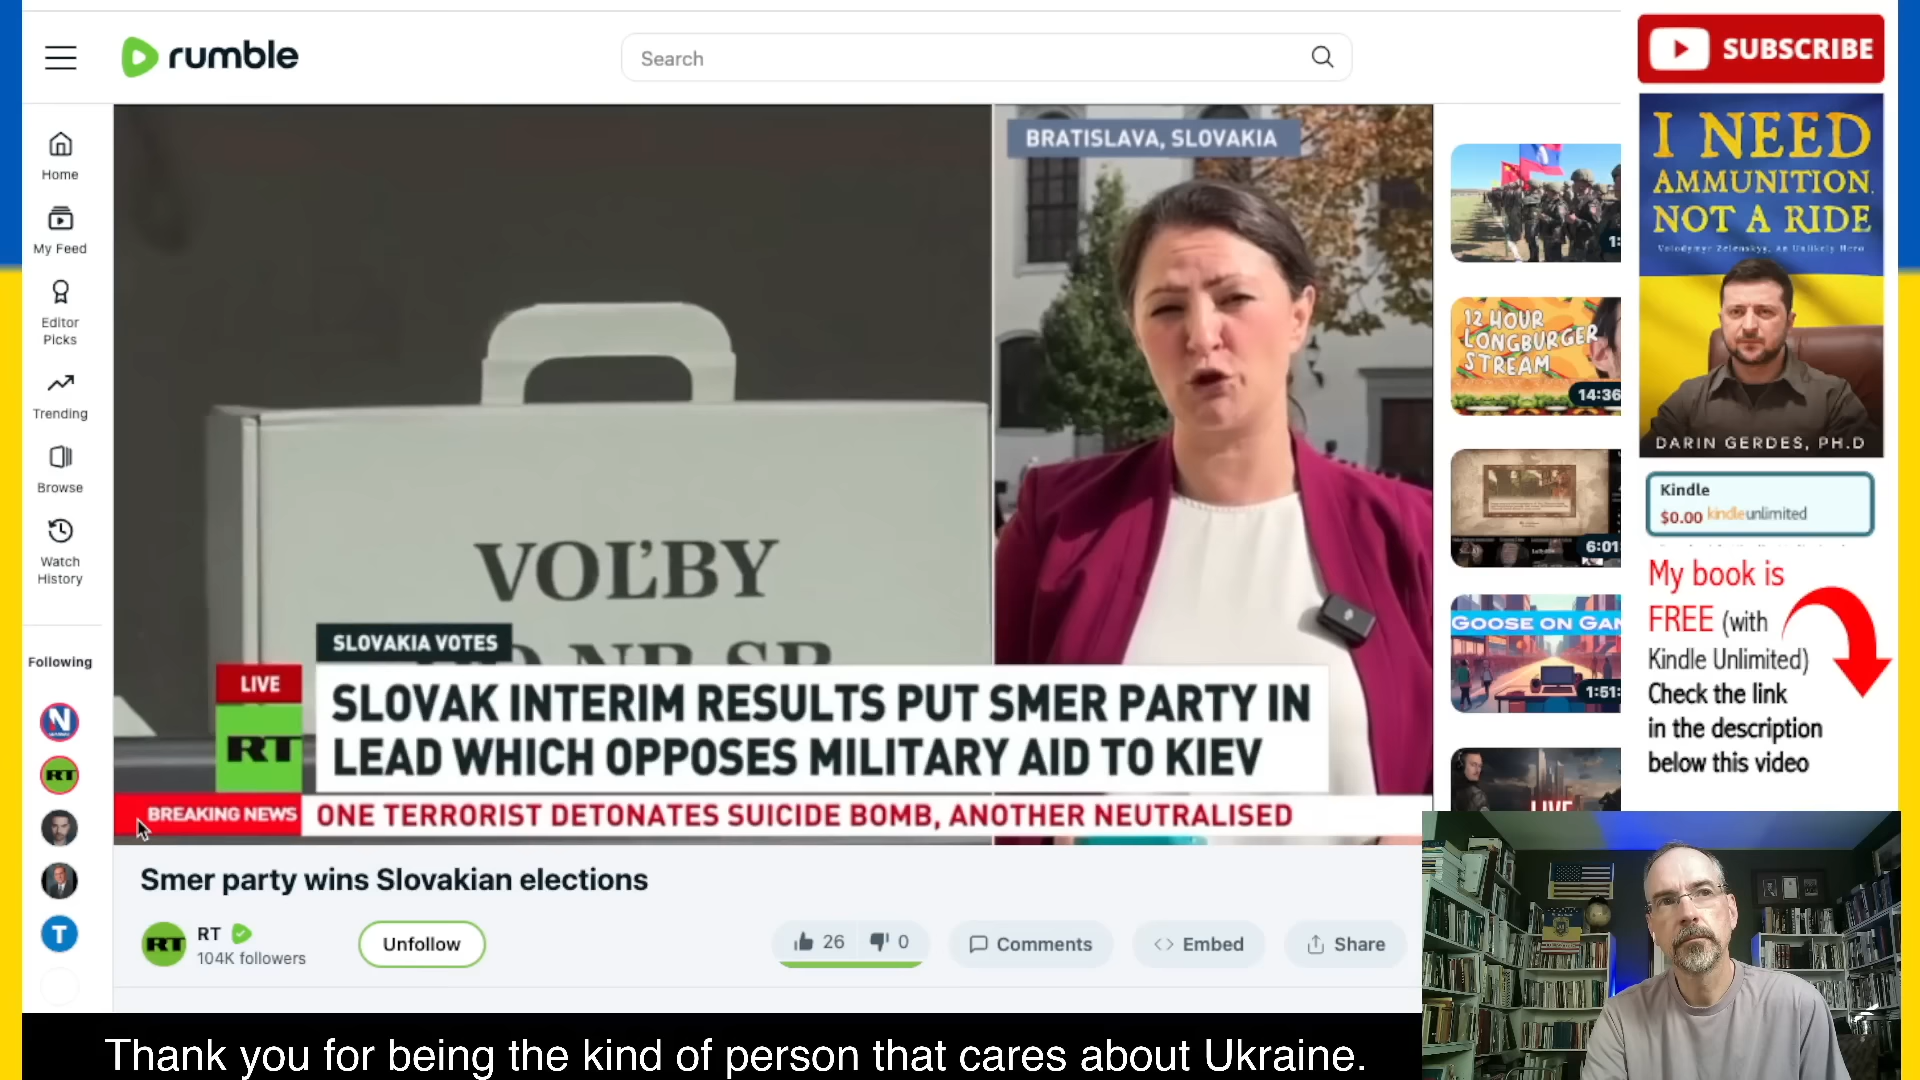 rumble
Search
SUBSCRIBE
Home
My Feed
Editor
Picks
Trending
Browse
Watch
History
Following
N
RT
T
BRATISLAVA, SLOVAKIA
VOĽBY
SLOVAKIA VOTES
LIVE
RT
SLOVAK INTERIM RESULTS PUT SMER PARTY IN
LEAD WHICH OPPOSES MILITARY AID TO KIEV
BREAKING NEWS
ONE TERRORIST DETONATES SUICIDE BOMB, ANOTHER NEUTRALISED
Smer party wins Slovakian elections
RT
RT
104K followers
Unfollow
26
0
Comments
Embed
Share
1:
12 HOUR
LONGBURGER
STREAM
14:36
6:01
GOOSE ON GAM
1:51:
LIVE
I NEED
AMMUNITION,
NOT A RIDE
Volodymyr Zelenskyy, An Unlikely Hero
DARIN GERDES, PH.D
Kindle
$0.00 kindleunlimited
My book is
FREE (with
Kindle Unlimited)
Check the link
in the description
below this video
Thank you for being the kind of person that cares about Ukraine.